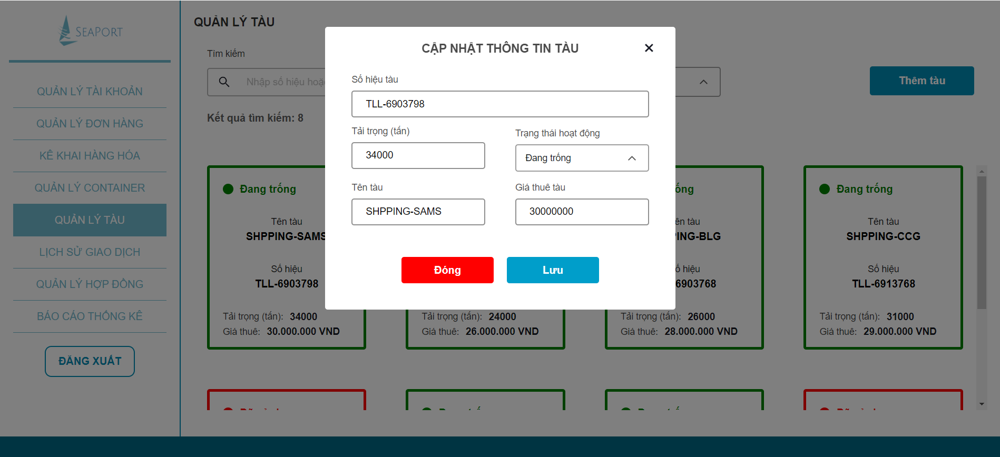 SEAPORT
QUẢN LÝ TÀI KHOẢN
QUẢN LÝ ĐƠN HÀNG
KÊ KHAI HÀNG HÓA
QUẢN LÝ CONTAINER
QUẢN LÝ TÀU
LỊCH SỬ GIAO DỊCH
QUẢN LÝ HỢP ĐỒNG
BÁO CÁO THỐNG KÊ
ĐĂNG XUẤT
QUẢN LÝ TÀU
Tìm kiếm
Nhập số hiệu hoặc
Thêm tàu
Kết quả tìm kiếm: 8
CẬP NHẬT THÔNG TIN TÀU
Số hiệu tàu
TLL-6903798
Tải trọng (tấn)
34000
Trạng thái hoạt động
Đang trống
Tên tàu
SHPPING-SAMS
Giá thuê tàu
30000000
Đóng
Lưu
Đang trống
Tên tàu
SHPPING-SAMS
Số hiệu
TLL-6903798
Tải trọng (tấn): 34000
Giá thuê: 30.000.000 VND
Tải trọng (tấn): 24000
Giá thuê: 26.000.000 VND
ống
ên tàu
PING-BLG
ố hiệu
6903768
Tải trọng (tấn): 26000
Giá thuê: 28.000.000 VND
Đang trống
Tên tàu
SHPPING-CCG
Số hiệu
TLL-6913768
Tải trọng (tấn): 31000
Giá thuê: 29.000.000 VND